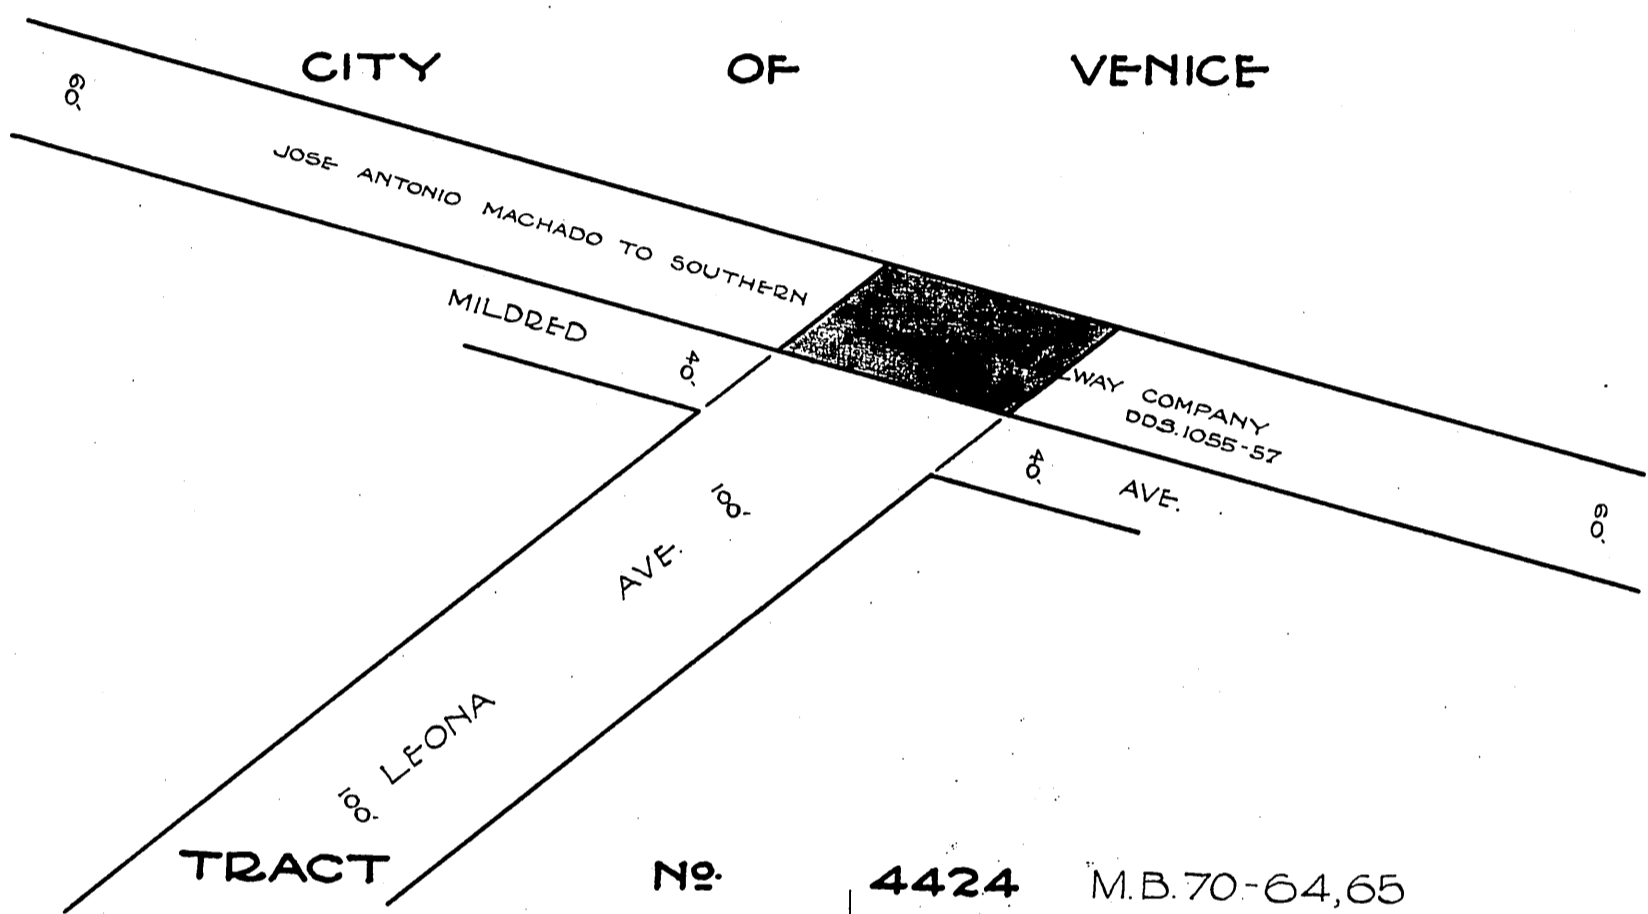 CITY OF VENICE
60.
JOSE ANTONIO MACHADO TO SOUTHERN
WAY COMPANY
DDS. 1055-57
MILDRED
40.
40.
AVE.
60.
100.
AVE.
LEONA
100.
TRACT No. 4424 M.B. 70-64,65